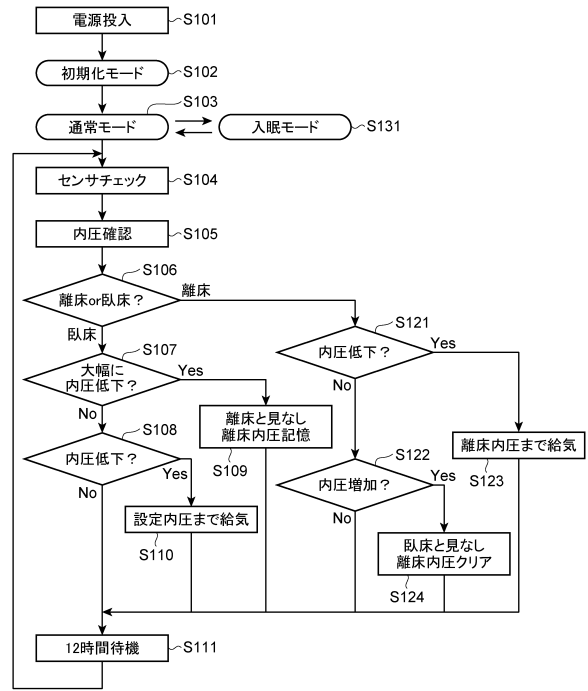 電源投入
S101
初期化モード
S102
S103
通常モード
入眠モード
S131
センサチェック
S104
内圧確認
S105
S106
離床or臥床？
離床
臥床
S107
大幅に
内圧低下？
Yes
No
S121
内圧低下？
Yes
No
離床と見なし
離床内圧記憶
S109
S108
内圧低下？
Yes
No
離床内圧まで給気
S123
S122
内圧増加？
Yes
No
設定内圧まで給気
S110
臥床と見なし
離床内圧クリア
S124
12時間待機
S111